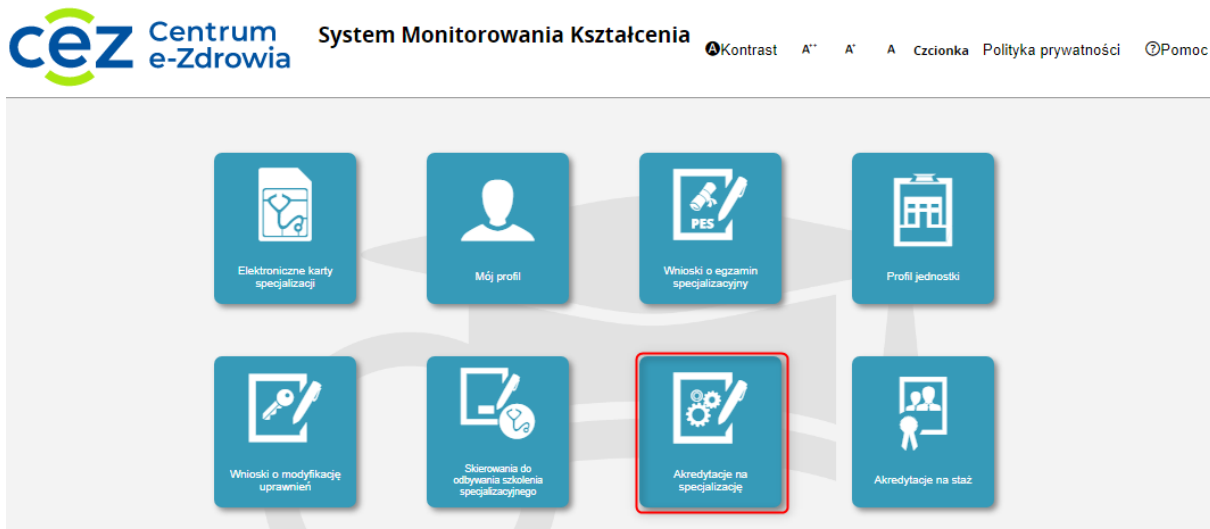 cez Centrum
e-Zdrowia
System Monitorowania Kształcenia
AKontrast A++ A+ A Czcionka Polityka prywatności ?Pomoc
Elektroniczne karty
specjalizacji
Mój profil
PES
Wnioski o egzamin
specjalizacyjny
Profil jednostki
Wnioski o modyfikację
uprawnień
Skierowania do
odbywania szkolenia
specjalizacyjnego
Akredytacje na
specjalizację
Akredytacje na staż